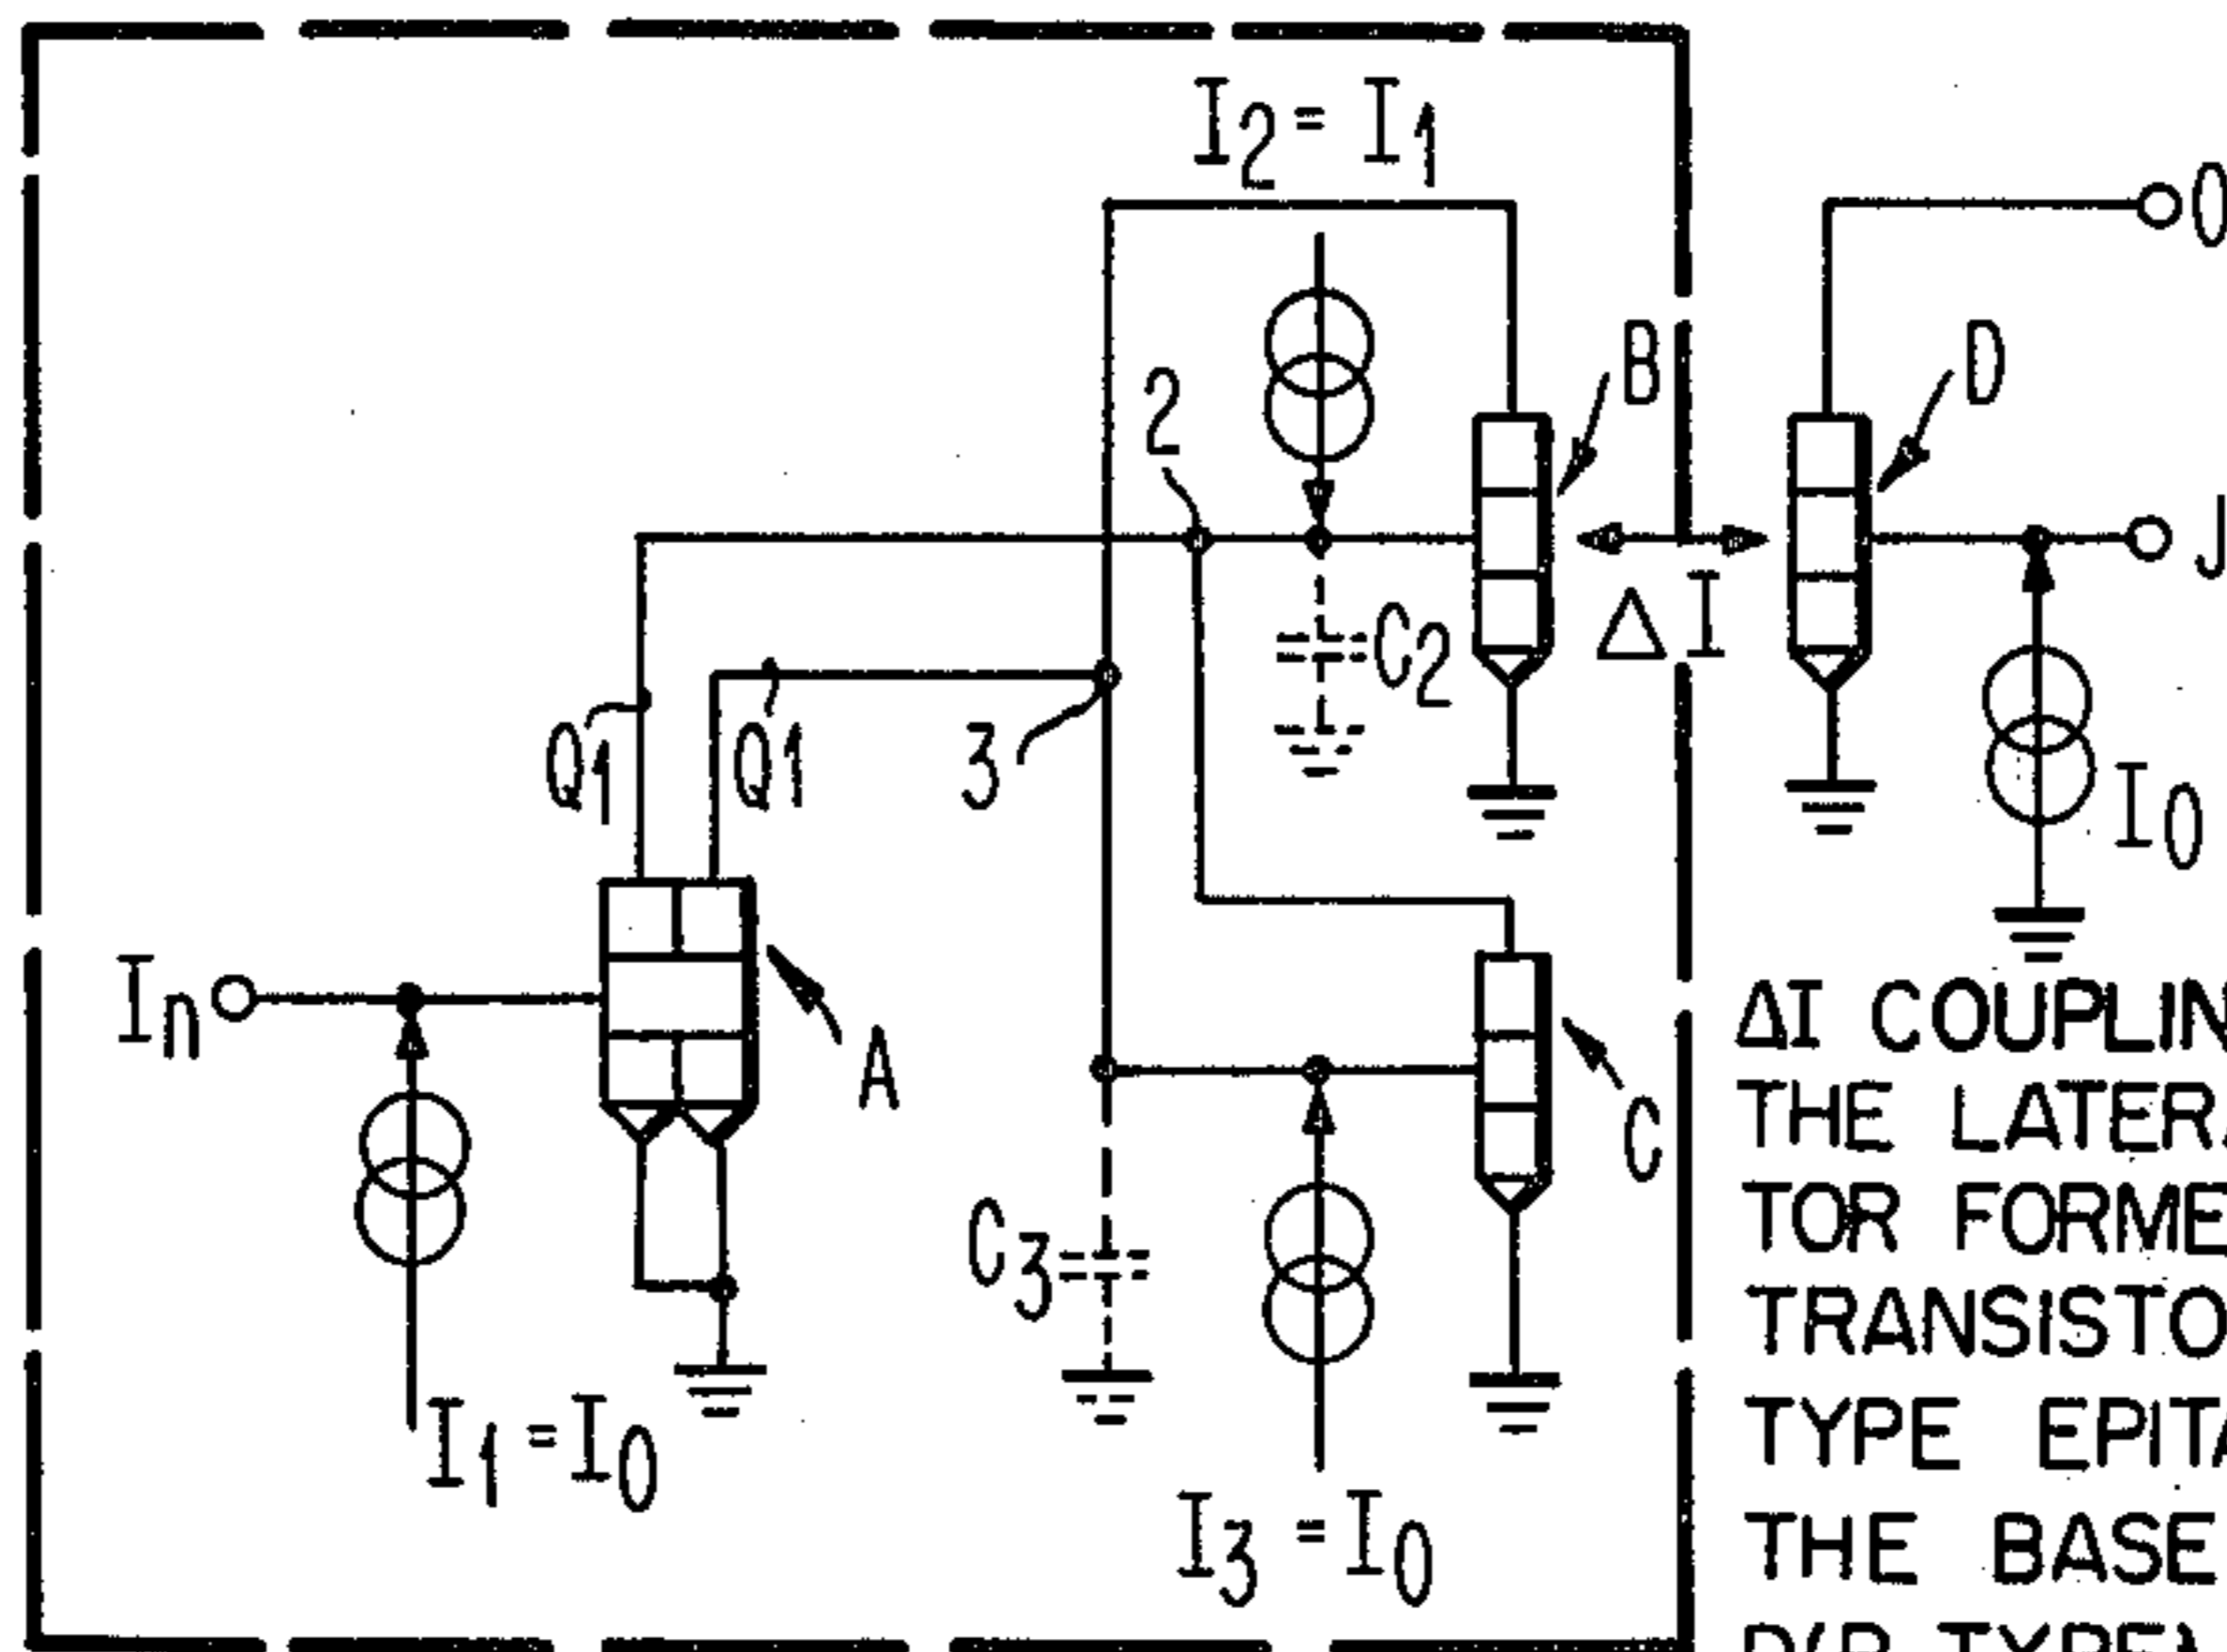 I2 = I1
O
B
D
2
J
ΔI
C2
Q1
Q1
3
I0
In
A
ΔI COUPLIN
THE LATER
C
TOR FORME
C3
TRANSISTO
I1 = I0
TYPE EPITA
I3 = I0
THE BASE
D(P TYPE)